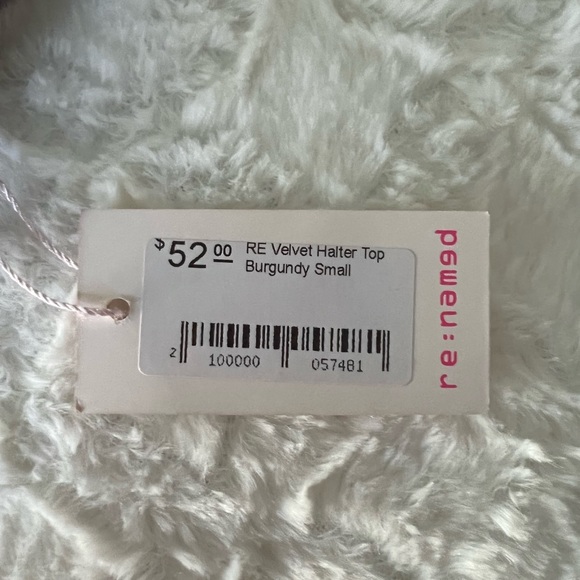 $52.00 RE Velvet Halter Top
Burgundy Small
2 100000 057481
re:named